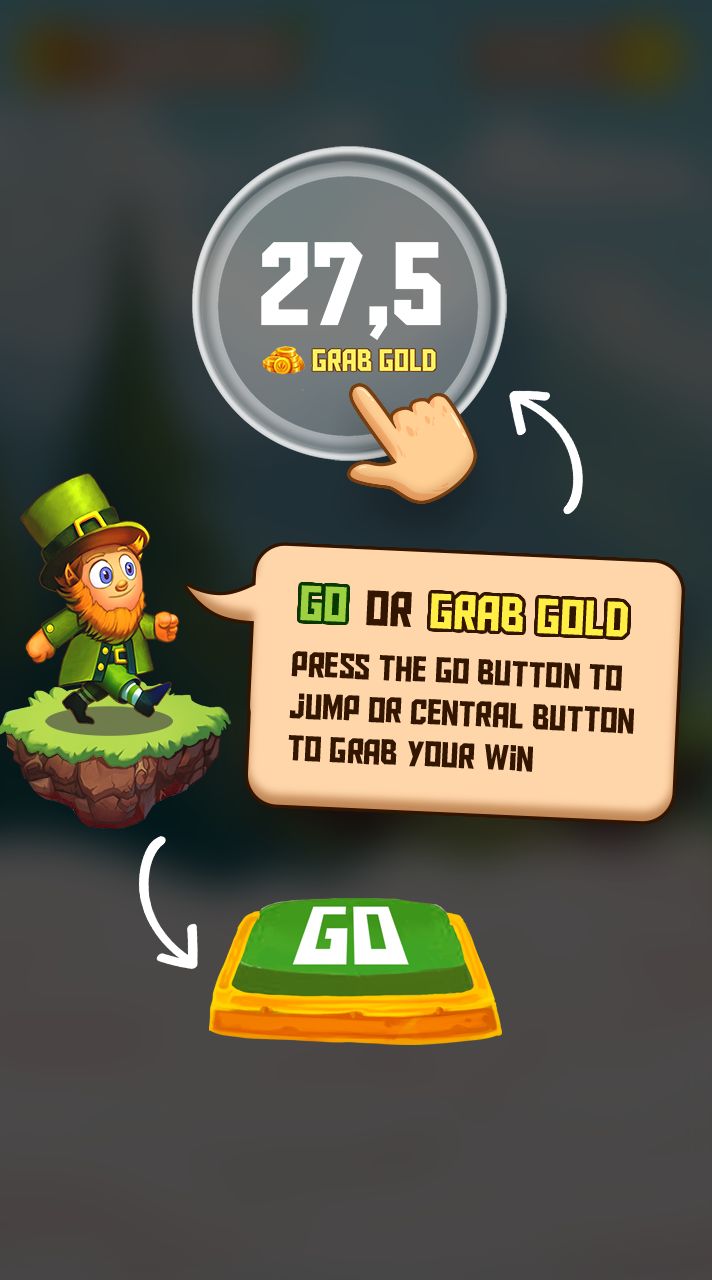 27,5
GRAB GOLD
GO OR GRAB GOLD
PRESS THE GO BUTTON TO
JUMP OR CENTRAL BUTTON
TO GRAB YOUR WIN
GO